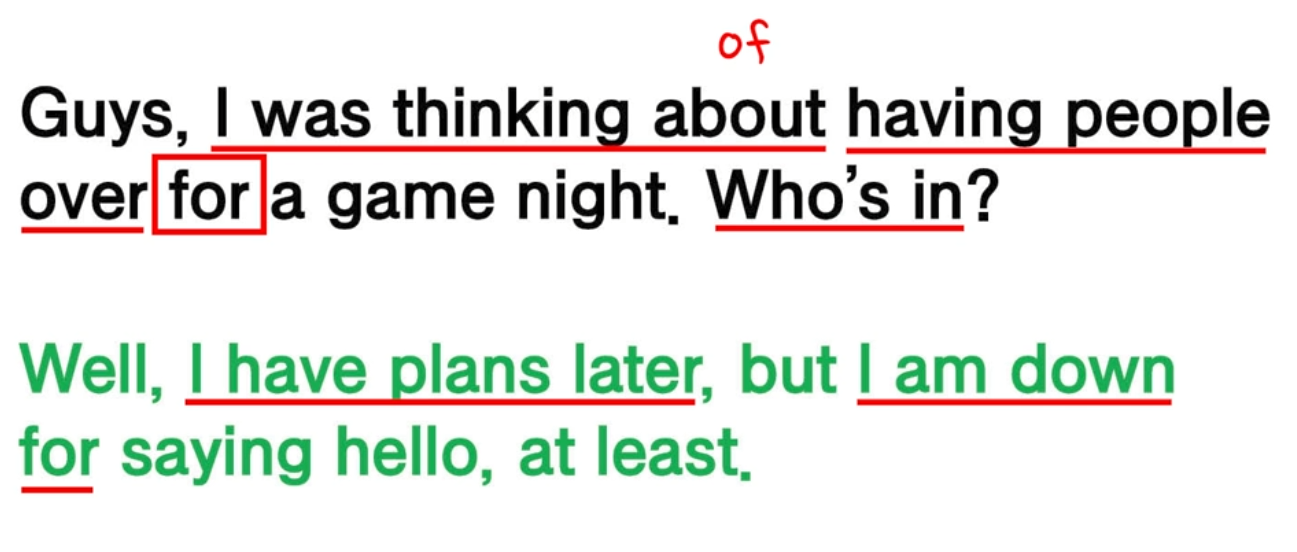 of
Guys, I was thinking about having people
over for a game night. Who's in?
Well, I have plans later, but I am down
for saying hello, at least.